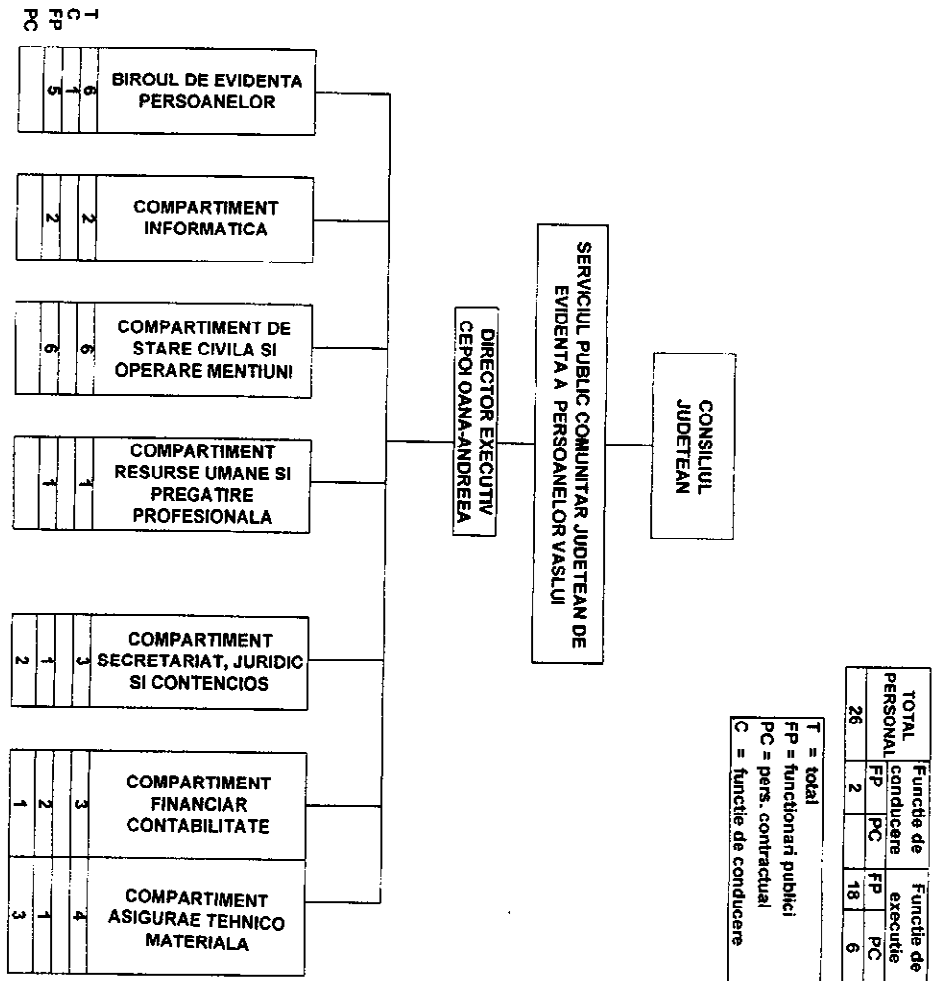 CONSILIUL
JUDETEAN
SERVICIUL PUBLIC COMUNITAR JUDETEAN DE
EVIDENTA A PERSOANELOR VASLUI
DIRECTOR EXECUTIV
CEPOI OANA-ANDREEA
TOTAL PERSONAL
Functie de conducere
Functie de executie
FP PC FP PC
26 2 18 6
T = total
FP = functionari publici
PC = pers. contractual
C = functie de conducere
T
C
FP
PC
BIROUL DE EVIDENTA
PERSOANELOR
6
1
5
COMPARTIMENT
INFORMATICA
2
2
COMPARTIMENT DE
STARE CIVILA SI
OPERARE MENTIUNI
6
6
COMPARTIMENT
RESURSE UMANE SI
PREGATIRE
PROFESIONALA
1
1
COMPARTIMENT
SECRETARIAT, JURIDIC
SI CONTENCIOS
3
1
2
COMPARTIMENT
FINANCIAR
CONTABILITATE
3
2
1
COMPARTIMENT
ASIGURAE TEHNICO
MATERIALA
4
1
3